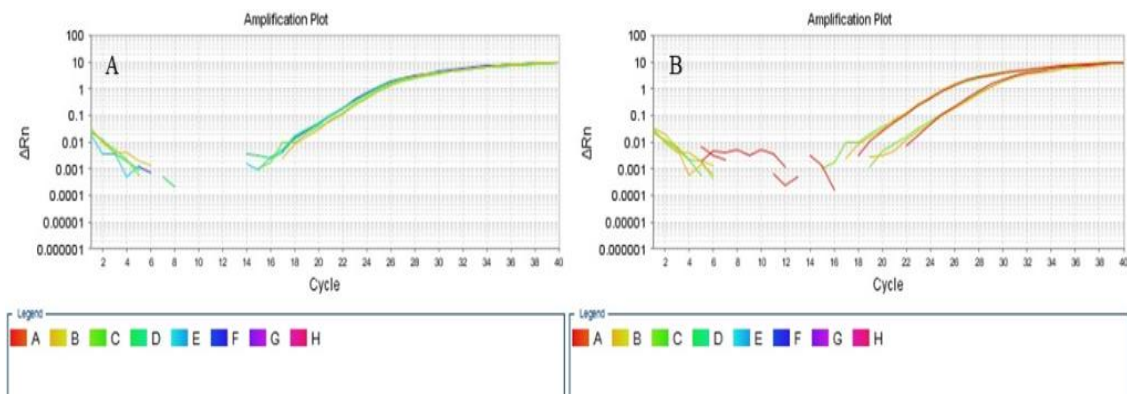 Amplification Plot
A
100
10
1
0.1
0.01
0.001
0.0001
0.00001
0.000001
ΔRn
2 4 6 8 10 12 14 16 18 20 22 24 26 28 30 32 34 36 38 40
Cycle
Legend
A B C D E F G H
Amplification Plot
B
100
10
1
0.1
0.01
0.001
0.0001
0.00001
0.000001
ΔRn
2 4 6 8 10 12 14 16 18 20 22 24 26 28 30 32 34 36 38 40
Cycle
Legend
A B C D E F G H